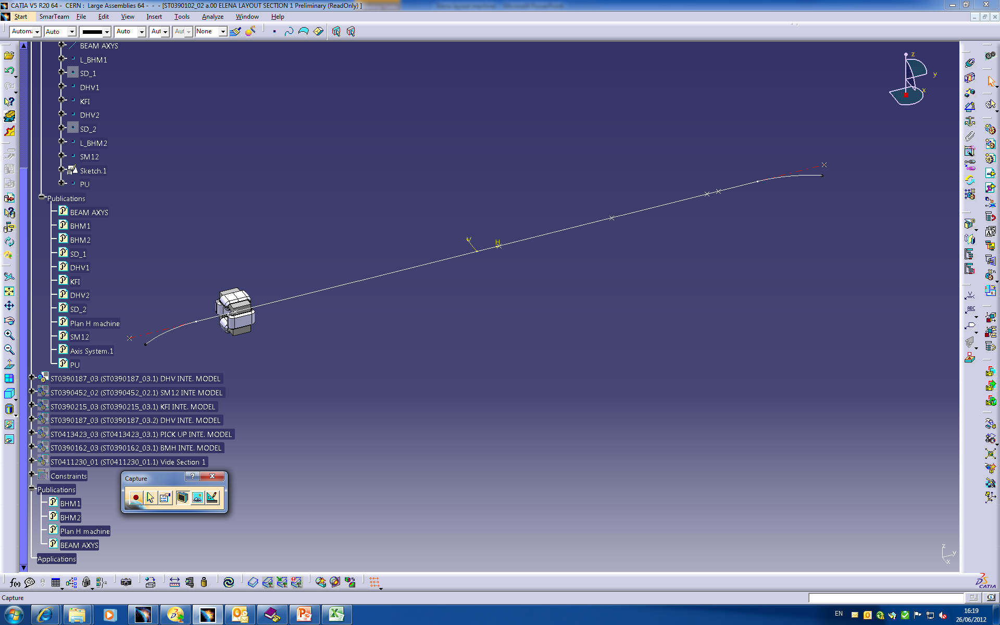 CATIA V5 R20 64 - CERN : Large Assemblies 64 - - - [ST0390102_02 a.00 ELENA LAYOUT SECTION 1 Preliminary (ReadOnly) ]
Start SmarTeam File Edit View Insert Tools Analyze Window Help
Autom Auto Auto Aut Aut None
BEAM AXYS
L_BHM1
SD_1
DHV1
KFI
DHV2
SD_2
L_BHM2
SM12
Sketch.1
PU
Publications
BEAM AXYS
BHM1
BHM2
SD_1
DHV1
KFI
DHV2
SD_2
Plan H machine
SM12
Axis System.1
PU
ST0390187_03 (ST0390187_03.1) DHV INTE. MODEL
ST0390452_02 (ST0390452_02.1) SM12 INTE MODEL
ST0390215_03 (ST0390215_03.1) KFI INTE. MODEL
ST0390187_03 (ST0390187_03.2) DHV INTE. MODEL
ST0413423_03 (ST0413423_03.1) PICK UP INTE. MODEL
ST0390162_03 (ST0390162_03.1) BMH INTE. MODEL
ST0411230_01 (ST0411230_01.1) Vide Section 1
Constraints
Publications
BHM1
BHM2
Plan H machine
BEAM AXYS
Applications
Capture
V H
z
y
x
z
y
x
ABC
f(x)
CATIA
Capture
EN
16:19
26/06/2012